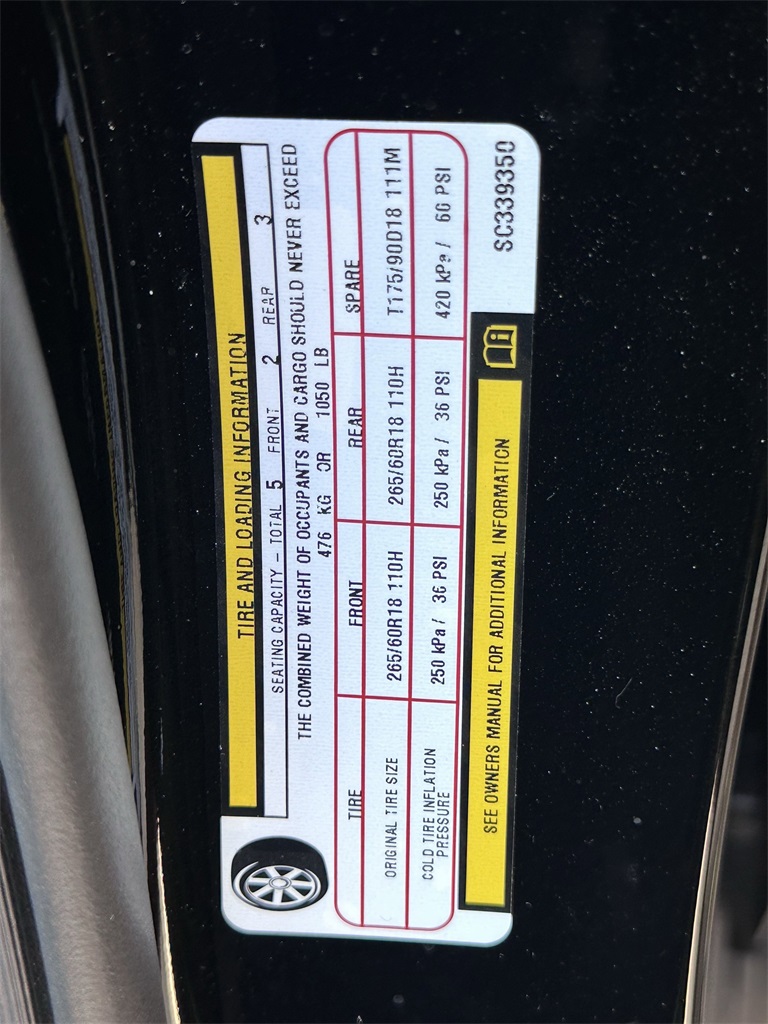 TIRE AND LOADING INFORMATION
SEATING CAPACITY - TOTAL 5 FRONT 2 REAR 3
THE COMBINED WEIGHT OF OCCUPANTS AND CARGO SHOULD NEVER EXCEED
476 KG OR 1050 LB
TIRE FRONT REAR SPARE
ORIGINAL TIRE SIZE 265/60R18 110H 265/60R18 110H T175/90D18 111M
COLD TIRE INFLATION PRESSURE 250 kPa / 36 PSI 250 kPa / 36 PSI 420 kPa / 60 PSI
SEE OWNERS MANUAL FOR ADDITIONAL INFORMATION
SC339350